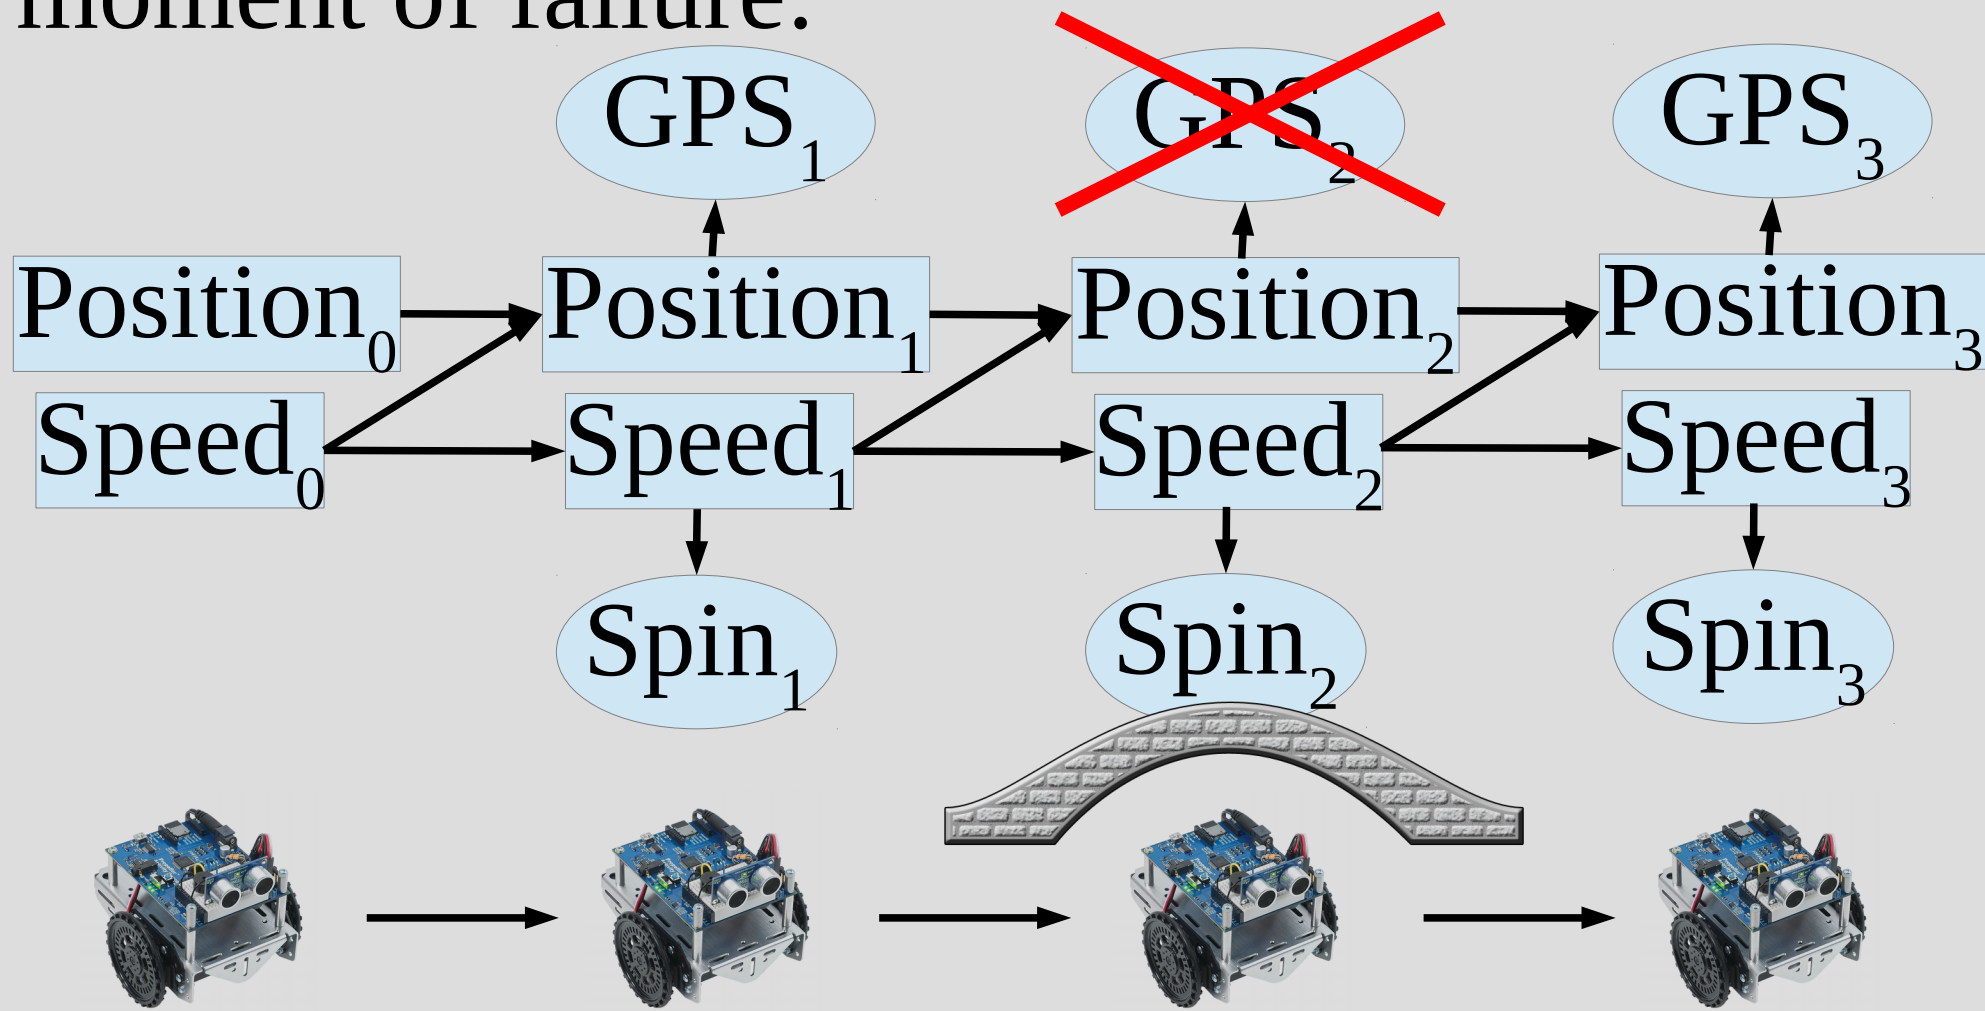 moment of failure.
GPS1 GPS2 GPS3
Position0 Position1 Position2 Position3
Speed0 Speed1 Speed2 Speed3
Spin1 Spin2 Spin3